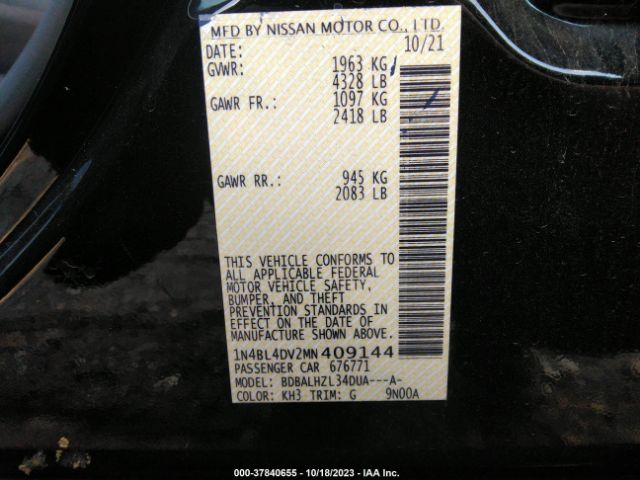 MFD BY NISSAN MOTOR CO., LTD.
DATE: 10/21
GVWR: 1963 KG
4328 LB
GAWR FR.: 1097 KG
2418 LB
GAWR RR.: 945 KG
2083 LB
THIS VEHICLE CONFORMS TO
ALL APPLICABLE FEDERAL
MOTOR VEHICLE SAFETY,
BUMPER, AND THEFT
PREVENTION STANDARDS IN
EFFECT ON THE DATE OF
MANUFACTURE SHOWN ABOVE.
1N4BL4DV2MN409144
PASSENGER CAR 676771
MODEL: BDBALHZL34DUA---A-
COLOR: KH3 TRIM: G 9N00A
000-37840655 - 10/18/2023 - IAA Inc.